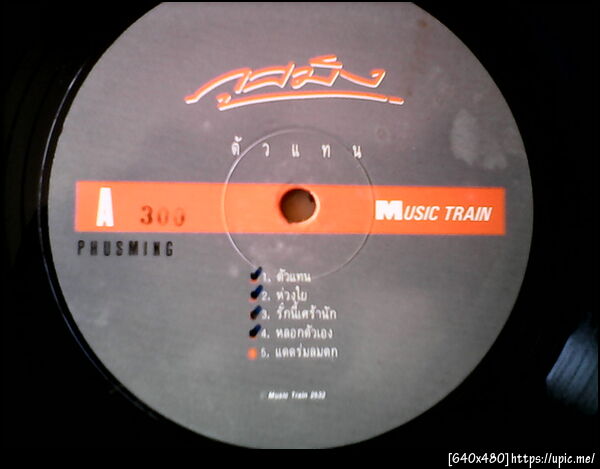 ภูสมิง
ตัวแทน
A 300 MUSIC TRAIN
PHUSMING
1. ตัวแทน
2. ห่วงใย
3. รักนี้เศร้านัก
4. หลอกตัวเอง
5. แดดร่มลมตก
Music Train 2532
[640x480]https://upic.me/